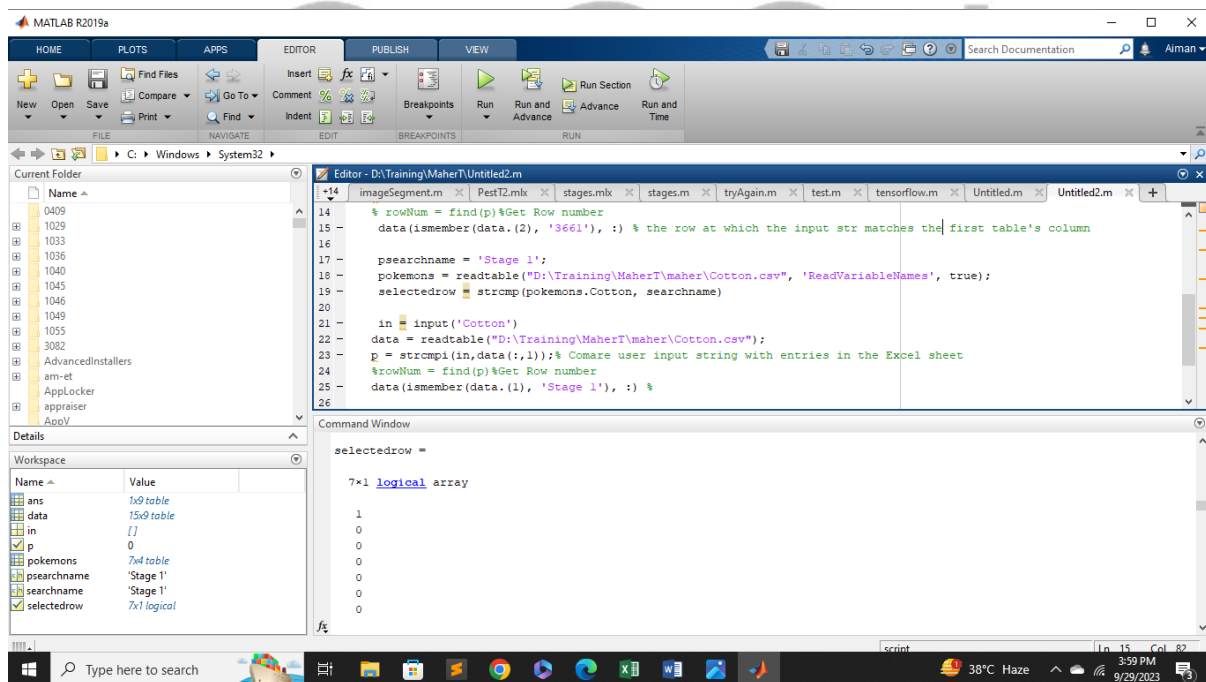 MATLAB R2019a
HOME PLOTS APPS EDITOR PUBLISH VIEW Search Documentation Aiman
New Open Save Find Files Compare Print Go To Find Insert fx Comment Indent Breakpoints Run Run and Advance Run Section Advance Run and Time
FILE NAVIGATE EDIT BREAKPOINTS RUN
C: Windows System32
Current Folder
Name
0409
1029
1033
1036
1040
1045
1046
1049
1055
3082
AdvancedInstallers
am-et
AppLocker
appraiser
AppV
Details
Workspace
Name Value
ans 1x9 table
data 15x9 table
in []
p 0
pokemons 7x4 table
psearchname 'Stage 1'
searchname 'Stage 1'
selectedrow 7x1 logical
Editor - D:\Training\MaherT\Untitled2.m
+14 imageSegment.m PestT2.mlx stages.mlx stages.m tryAgain.m test.m tensorflow.m Untitled.m Untitled2.m +
14 % rowNum = find(p)%Get Row number
15 - data(ismember(data.(2), '3661'), :) % the row at which the input str matches the first table's column
16
17 - psearchname = 'Stage 1';
18 - pokemons = readtable("D:\Training\MaherT\maher\Cotton.csv", 'ReadVariableNames', true);
19 - selectedrow = strcmp(pokemons.Cotton, searchname)
20
21 - in = input('Cotton')
22 - data = readtable("D:\Training\MaherT\maher\Cotton.csv");
23 - p = strcmpi(in,data(:,1));% Comare user input string with entries in the Excel sheet
24 %rowNum = find(p)%Get Row number
25 - data(ismember(data.(1), 'Stage 1'), :) %
26
Command Window
selectedrow =
7×1 logical array
1
0
0
0
0
0
0
fx
script Ln 15 Col 82
Type here to search 38°C Haze 3:59 PM
9/29/2023